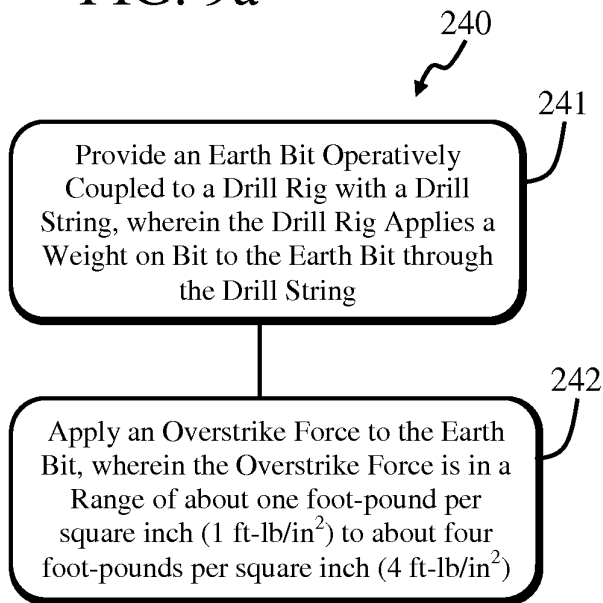 FIG. 9a
240
241
Provide an Earth Bit Operatively
Coupled to a Drill Rig with a Drill
String, wherein the Drill Rig Applies a
Weight on Bit to the Earth Bit through
the Drill String
242
Apply an Overstrike Force to the Earth
Bit, wherein the Overstrike Force is in a
Range of about one foot-pound per
square inch (1 ft-lb/in²) to about four
foot-pounds per square inch (4 ft-lb/in²)